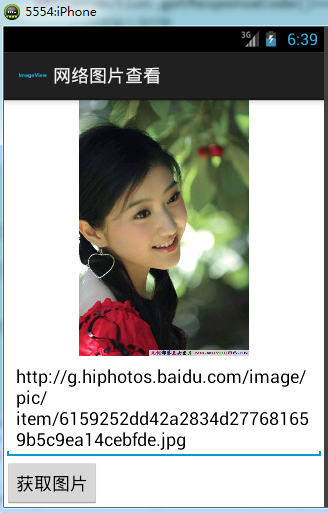 5554:iPhone
3G 6:39
ImageView 网络图片查看
http://g.hiphotos.baidu.com/image/
pic/
item/6159252dd42a2834d27768165
9b5c9ea14cebfde.jpg
获取图片